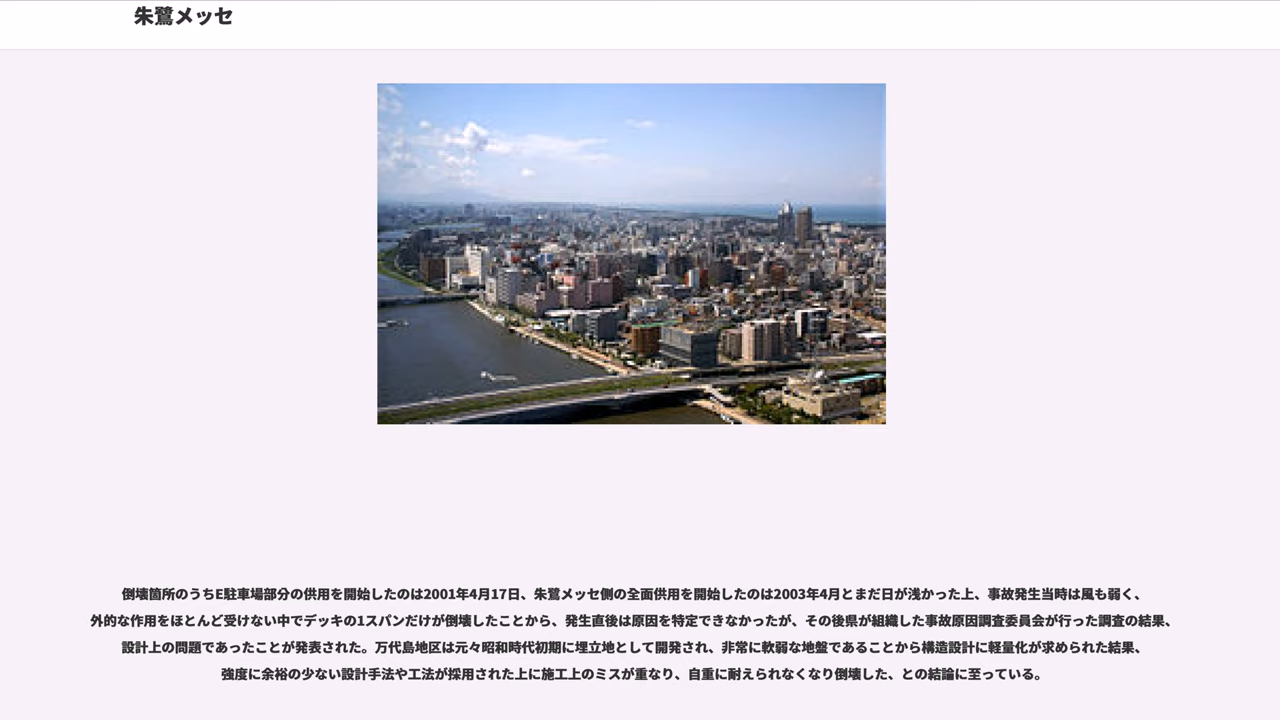 朱鷺メッセ
倒壊箇所のうちE駐車場部分の供用を開始したのは2001年4月17日、朱鷺メッセ側の全面供用を開始したのは2003年4月とまだ日が浅かった上、事故発生当時は風も弱く、
外的な作用をほとんど受けない中でデッキの1スパンだけが倒壊したことから、発生直後は原因を特定できなかったが、その後県が組織した事故原因調査委員会が行った調査の結果、
設計上の問題であったことが発表された。万代島地区は元々昭和時代初期に埋立地として開発され、非常に軟弱な地盤であることから構造設計に軽量化が求められた結果、
強度に余裕の少ない設計手法や工法が採用された上に施工上のミスが重なり、自重に耐えられなくなり倒壊した、との結論に至っている。